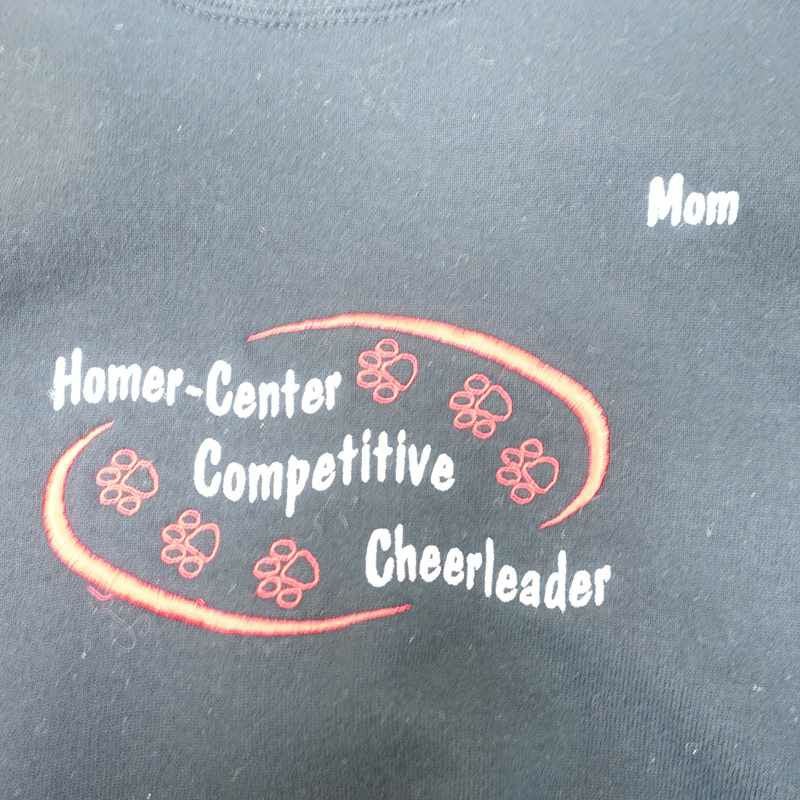 Mom
Homer-Center
Competitive
Cheerleader